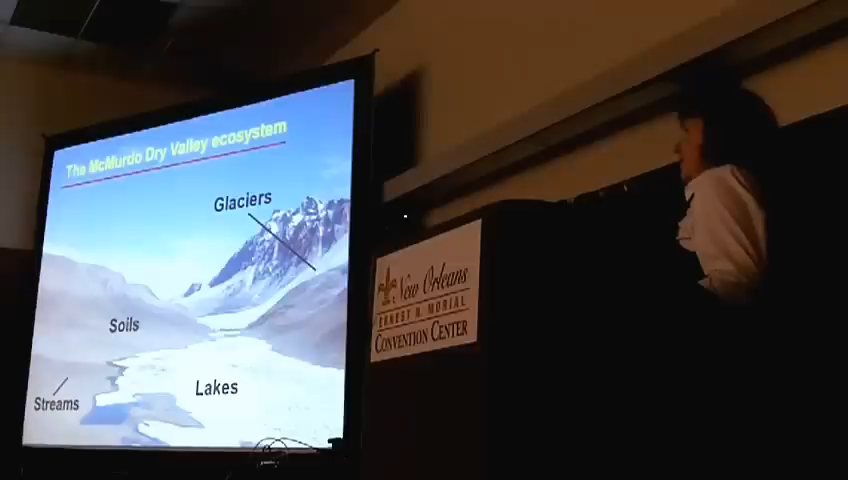 The McMurdo Dry Valley ecosystem
Glaciers
Soils
Lakes
Streams
New Orleans
ERNEST N. MORIAL
CONVENTION CENTER